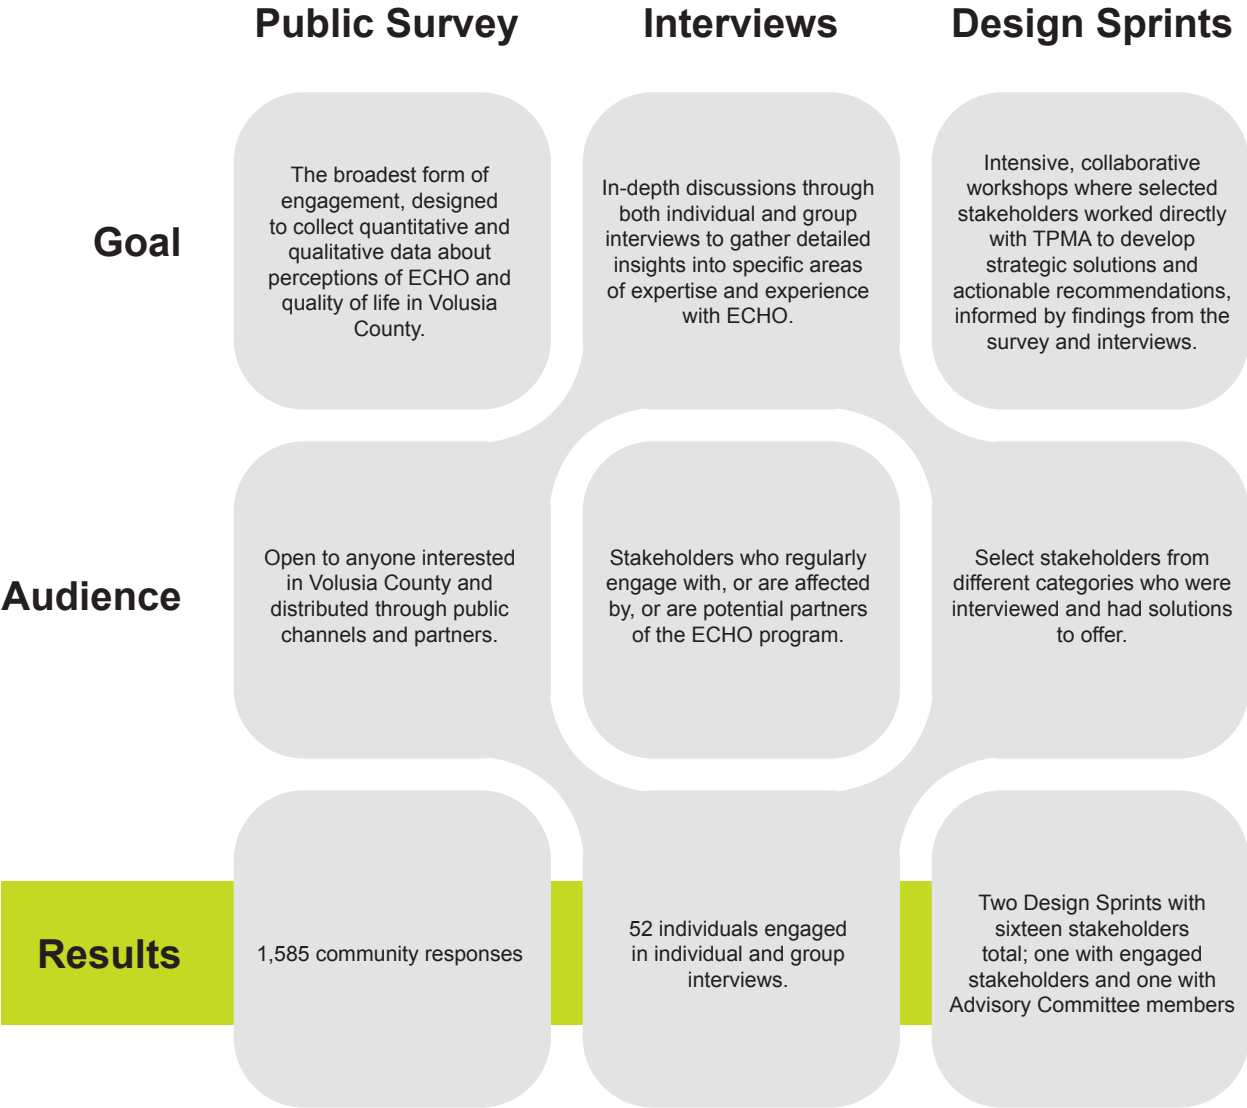 Public Survey
Interviews
Design Sprints
Goal
The broadest form of
engagement, designed
to collect quantitative and
qualitative data about
perceptions of ECHO and
quality of life in Volusia
County.
In-depth discussions through
both individual and group
interviews to gather detailed
insights into specific areas
of expertise and experience
with ECHO.
Intensive, collaborative
workshops where selected
stakeholders worked directly
with TPMA to develop
strategic solutions and
actionable recommendations,
informed by findings from the
survey and interviews.
Audience
Open to anyone interested
in Volusia County and
distributed through public
channels and partners.
Stakeholders who regularly
engage with, or are affected
by, or are potential partners
of the ECHO program.
Select stakeholders from
different categories who were
interviewed and had solutions
to offer.
Results
1,585 community responses
52 individuals engaged
in individual and group
interviews.
Two Design Sprints with
sixteen stakeholders
total; one with engaged
stakeholders and one with
Advisory Committee members